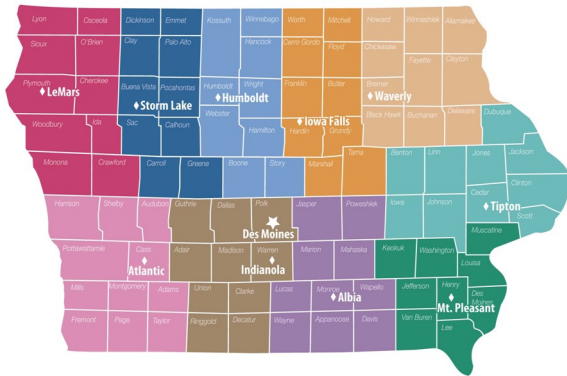 Lyon
Osceola
Dickinson
Emmet
Kossuth
Winnebago
Worth
Mitchell
Howard
Winneshiek
Allamakee
Sioux
O'Brien
Clay
Palo Alto
Hancock
Cerro Gordo
Floyd
Chickasaw
Fayette
Clayton
Plymouth
Cherokee
Buena Vista
Pocahontas
Humboldt
Wright
Franklin
Butler
Bremer
LeMars
Storm Lake
Humboldt
Waverly
Woodbury
Ida
Sac
Calhoun
Webster
Hamilton
Hardin
Grundy
Black Hawk
Buchanan
Delaware
Dubuque
Iowa Falls
Monona
Crawford
Carroll
Greene
Boone
Story
Marshall
Tama
Benton
Linn
Jones
Jackson
Clinton
Cedar
Harrison
Shelby
Audubon
Guthrie
Dallas
Polk
Jasper
Poweshiek
Iowa
Johnson
Scott
Tipton
Des Moines
Muscatine
Pottawattamie
Cass
Adair
Madison
Warren
Marion
Mahaska
Keokuk
Washington
Louisa
Atlantic
Indianola
Mills
Montgomery
Adams
Union
Clarke
Lucas
Monroe
Wapello
Jefferson
Henry
Des
Moines
Albia
Mt. Pleasant
Fremont
Page
Taylor
Ringgold
Decatur
Wayne
Appanoose
Davis
Van Buren
Lee